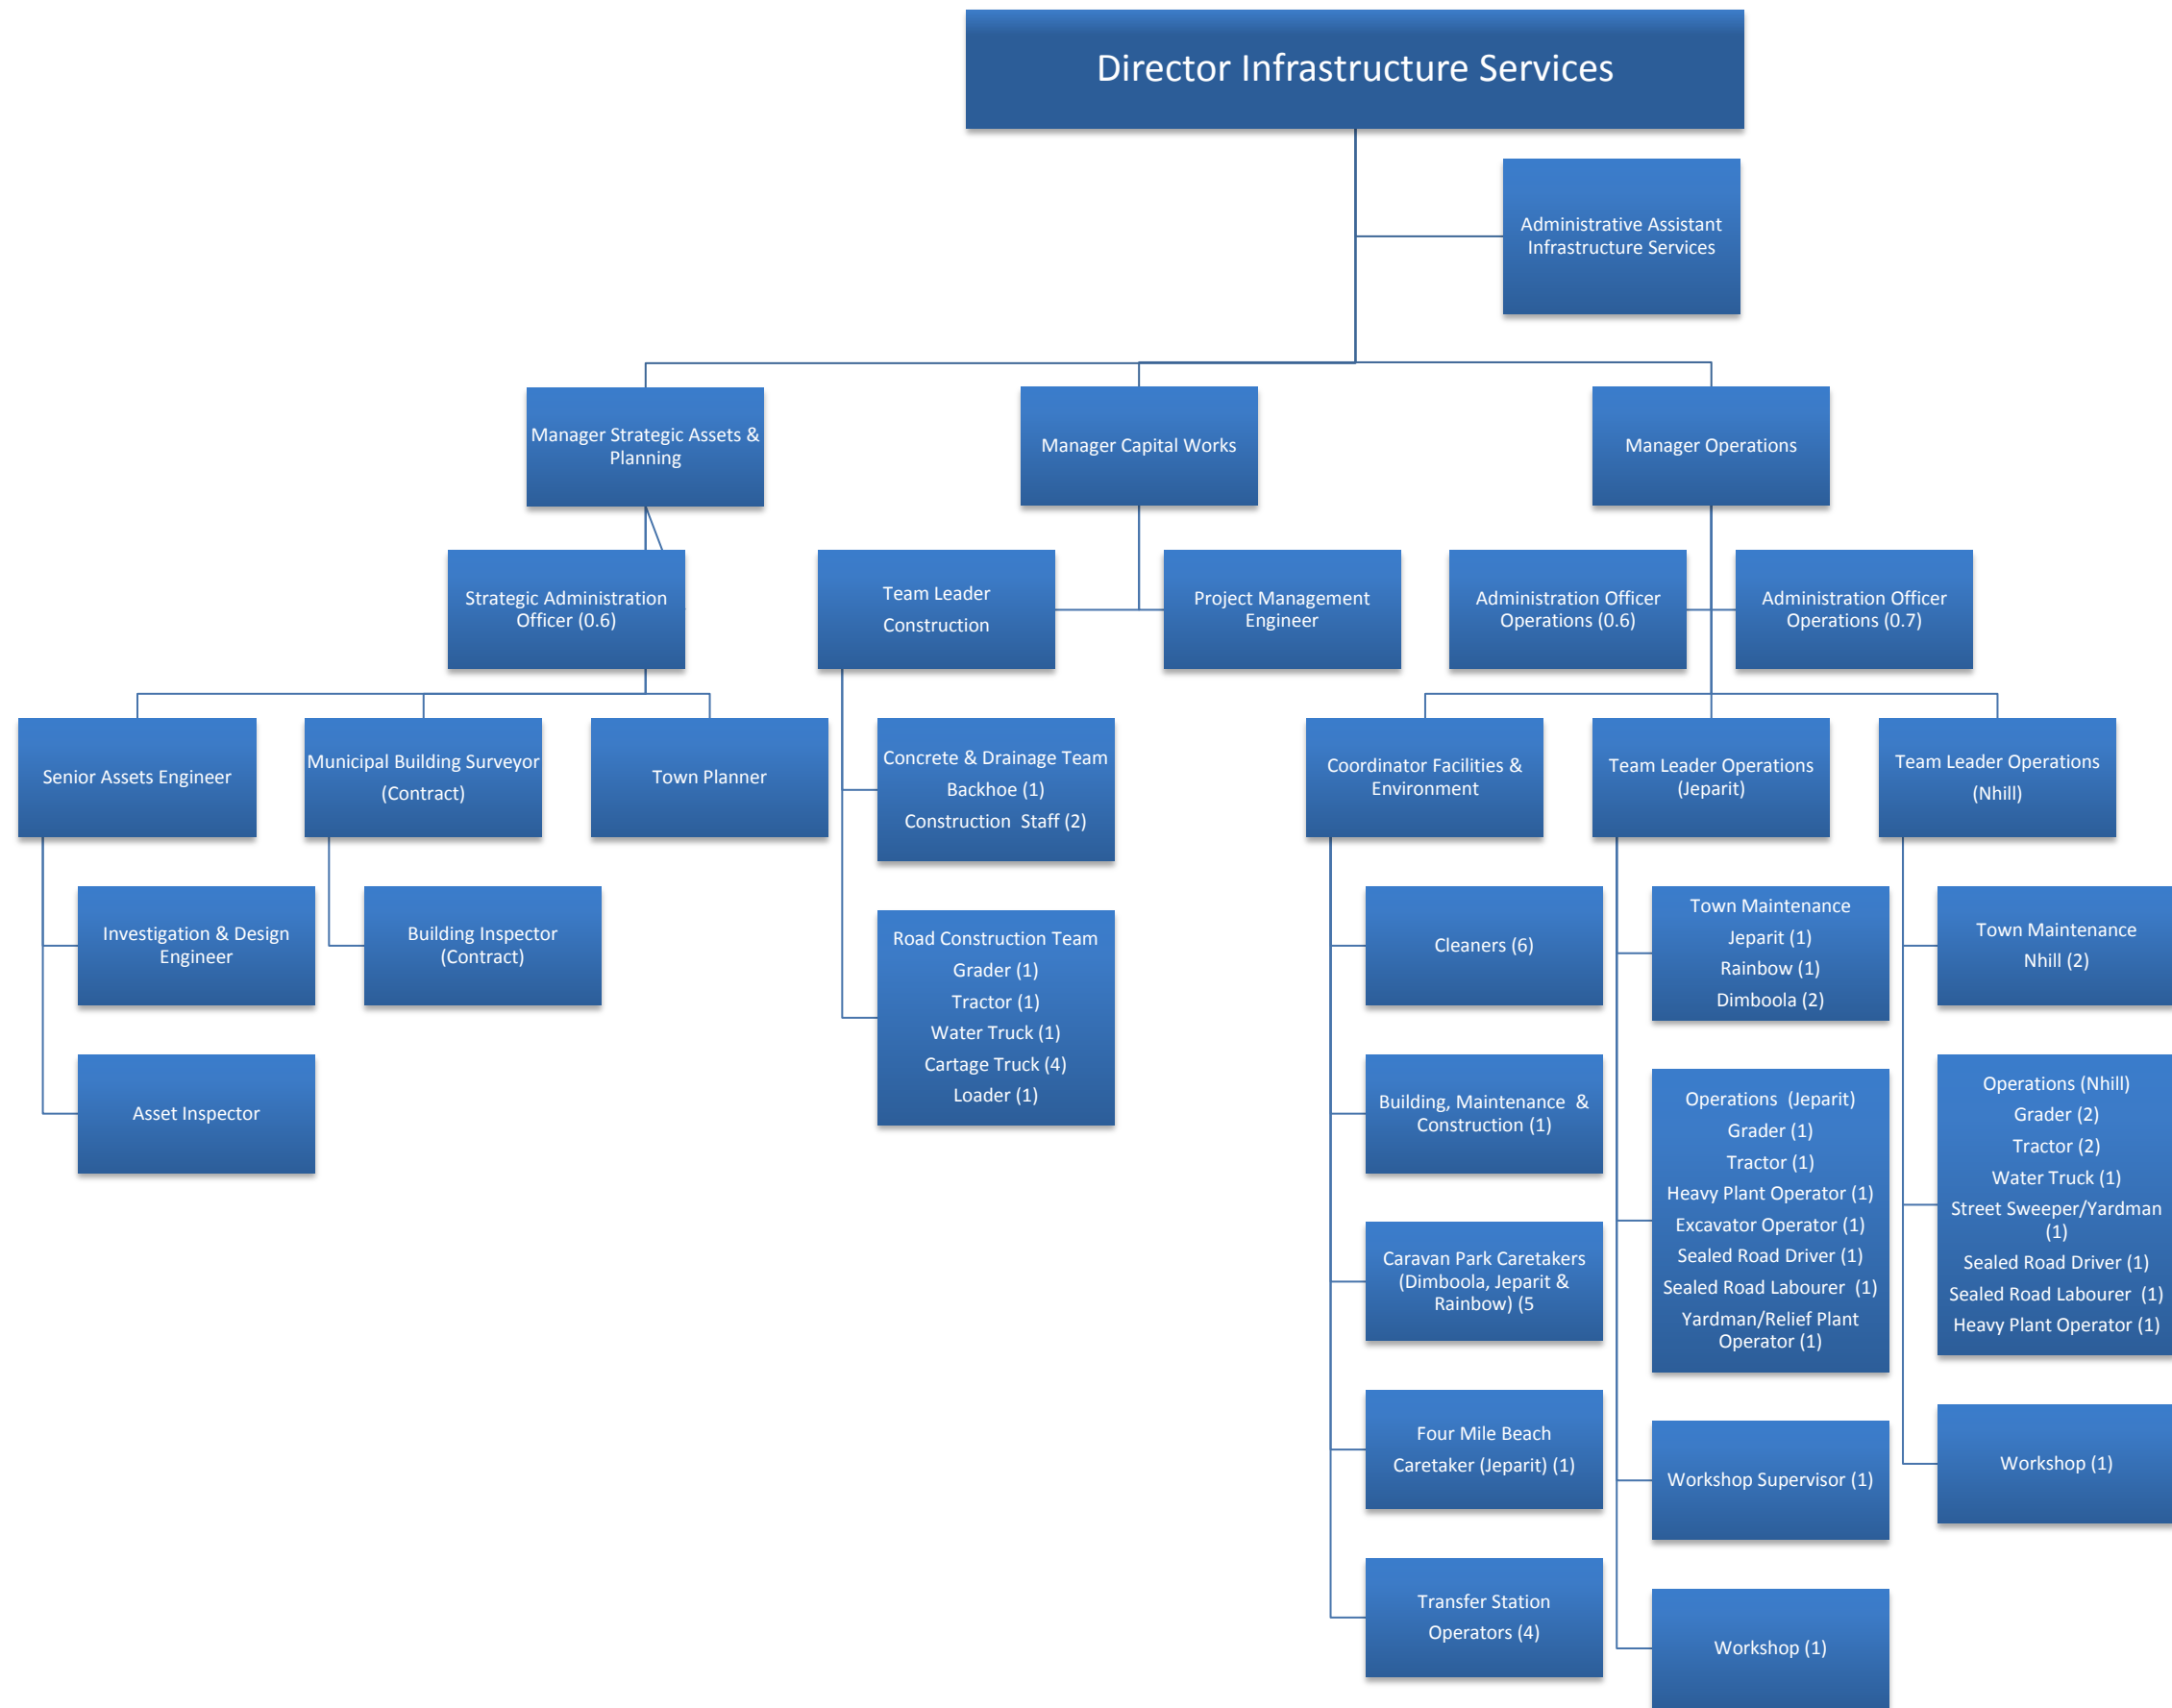 Director Infrastructure Services
Administrative Assistant
Infrastructure Services
Manager Strategic Assets &
Planning
Manager Capital Works
Manager Operations
Strategic Administration
Officer (0.6)
Team Leader
Construction
Project Management
Engineer
Administration Officer
Operations (0.6)
Administration Officer
Operations (0.7)
Senior Assets Engineer
Municipal Building Surveyor
(Contract)
Town Planner
Concrete & Drainage Team
Backhoe (1)
Construction  Staff (2)
Coordinator Facilities &
Environment
Team Leader Operations
(Jeparit)
Team Leader Operations
(Nhill)
Investigation & Design
Engineer
Building Inspector
(Contract)
Road Construction Team
Grader (1)
Tractor (1)
Water Truck (1)
Cartage Truck (4)
Loader (1)
Cleaners (6)
Town Maintenance
Jeparit (1)
Rainbow (1)
Dimboola (2)
Town Maintenance
Nhill (2)
Asset Inspector
Building, Maintenance  &
Construction (1)
Operations  (Jeparit)
Grader (1)
Tractor (1)
Heavy Plant Operator (1)
Excavator Operator (1)
Sealed Road Driver (1)
Sealed Road Labourer  (1)
Yardman/Relief Plant
Operator (1)
Operations (Nhill)
Grader (2)
Tractor (2)
Water Truck (1)
Street Sweeper/Yardman
(1)
Sealed Road Driver (1)
Sealed Road Labourer  (1)
Heavy Plant Operator (1)
Caravan Park Caretakers
(Dimboola, Jeparit &
Rainbow) (5
Four Mile Beach
Caretaker (Jeparit) (1)
Workshop Supervisor (1)
Workshop (1)
Transfer Station
Operators (4)
Workshop (1)